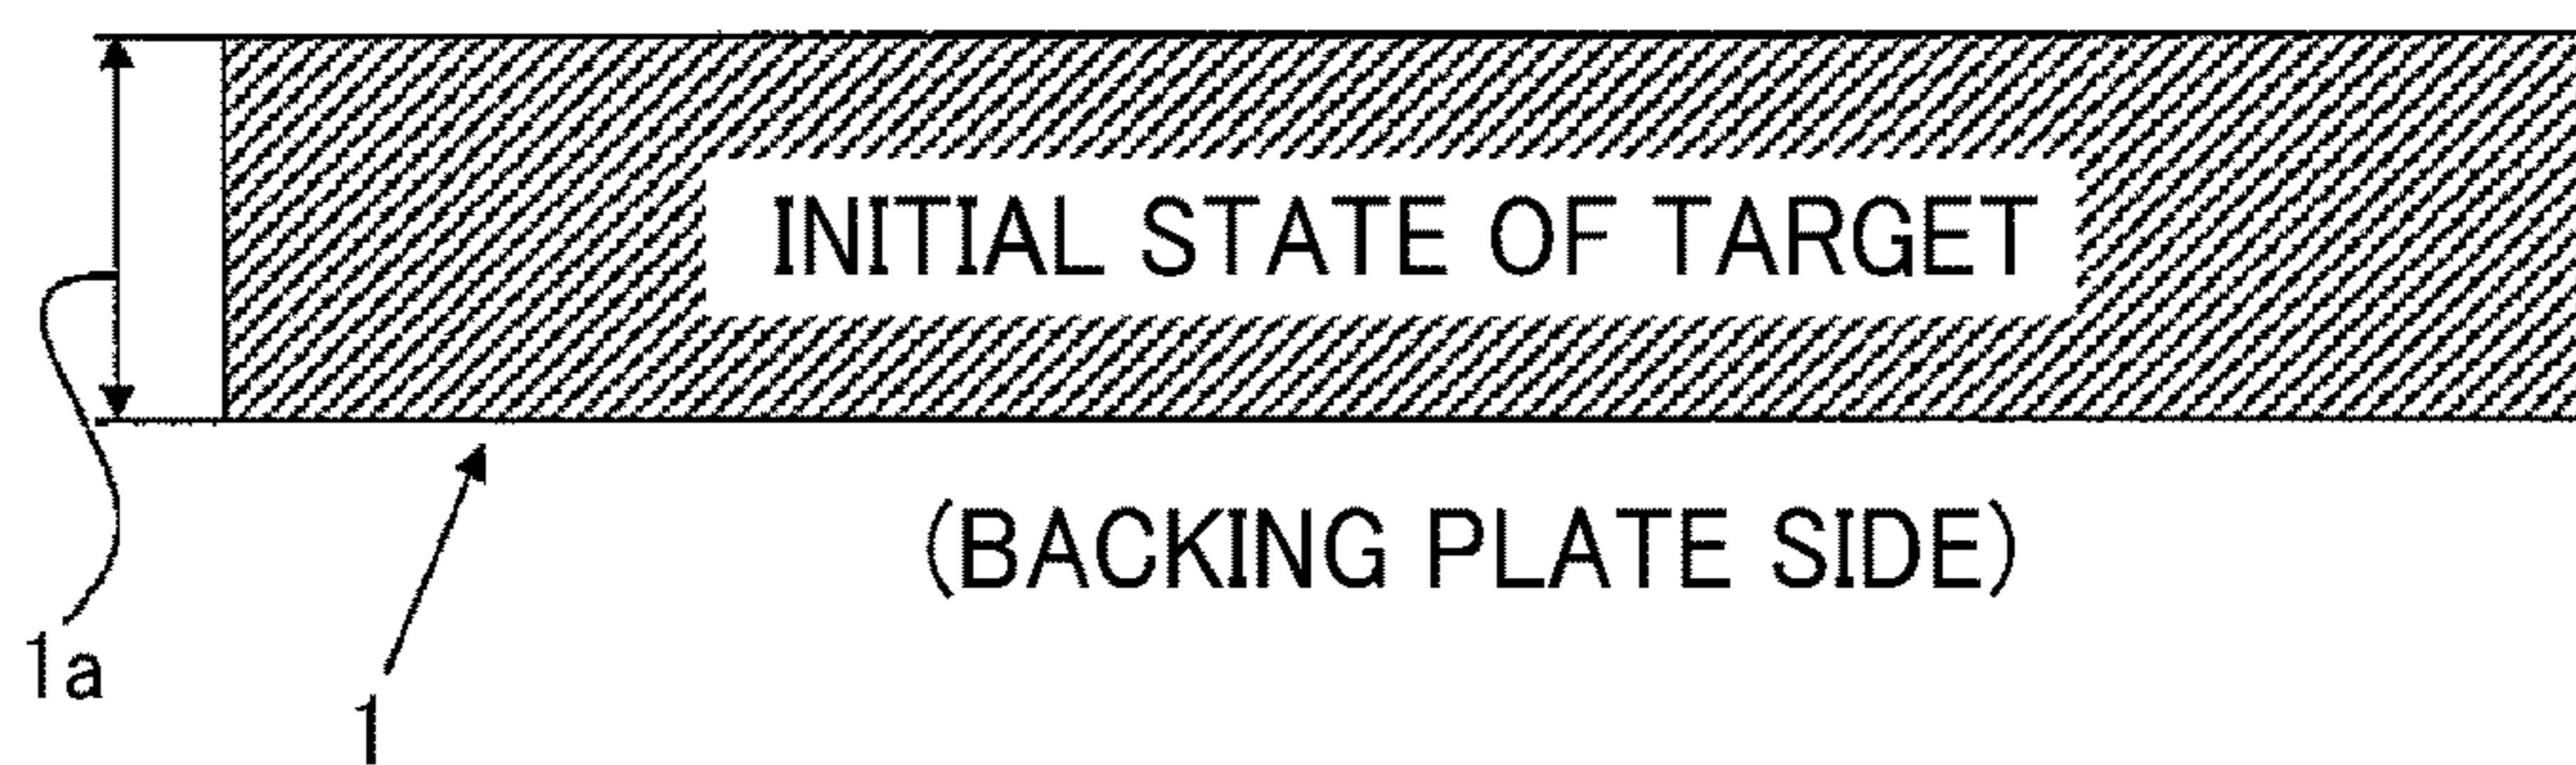 INITIAL STATE OF TARGET
(BACKING PLATE SIDE)
1a
1